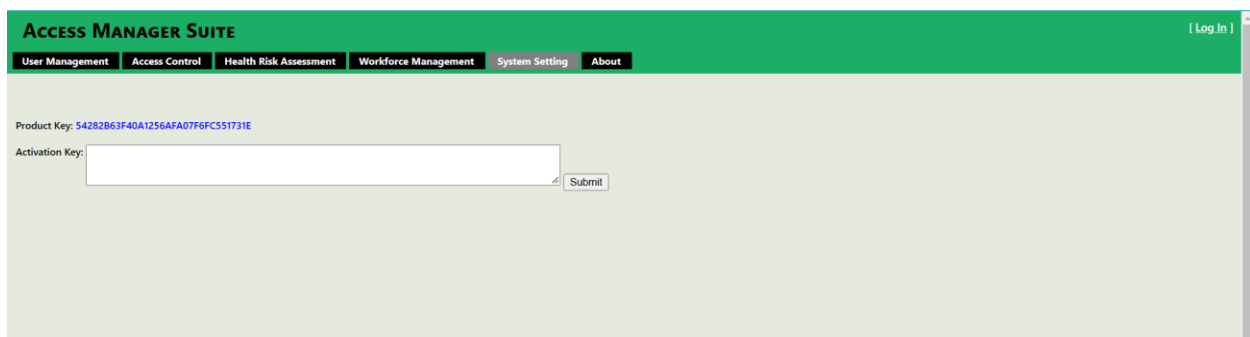 ACCESS MANAGER SUITE
[ Log In ]
User Management Access Control Health Risk Assessment Workforce Management System Setting About
Product Key: 54282B63F40A1256AFA07F6FC551731E
Activation Key:
Submit